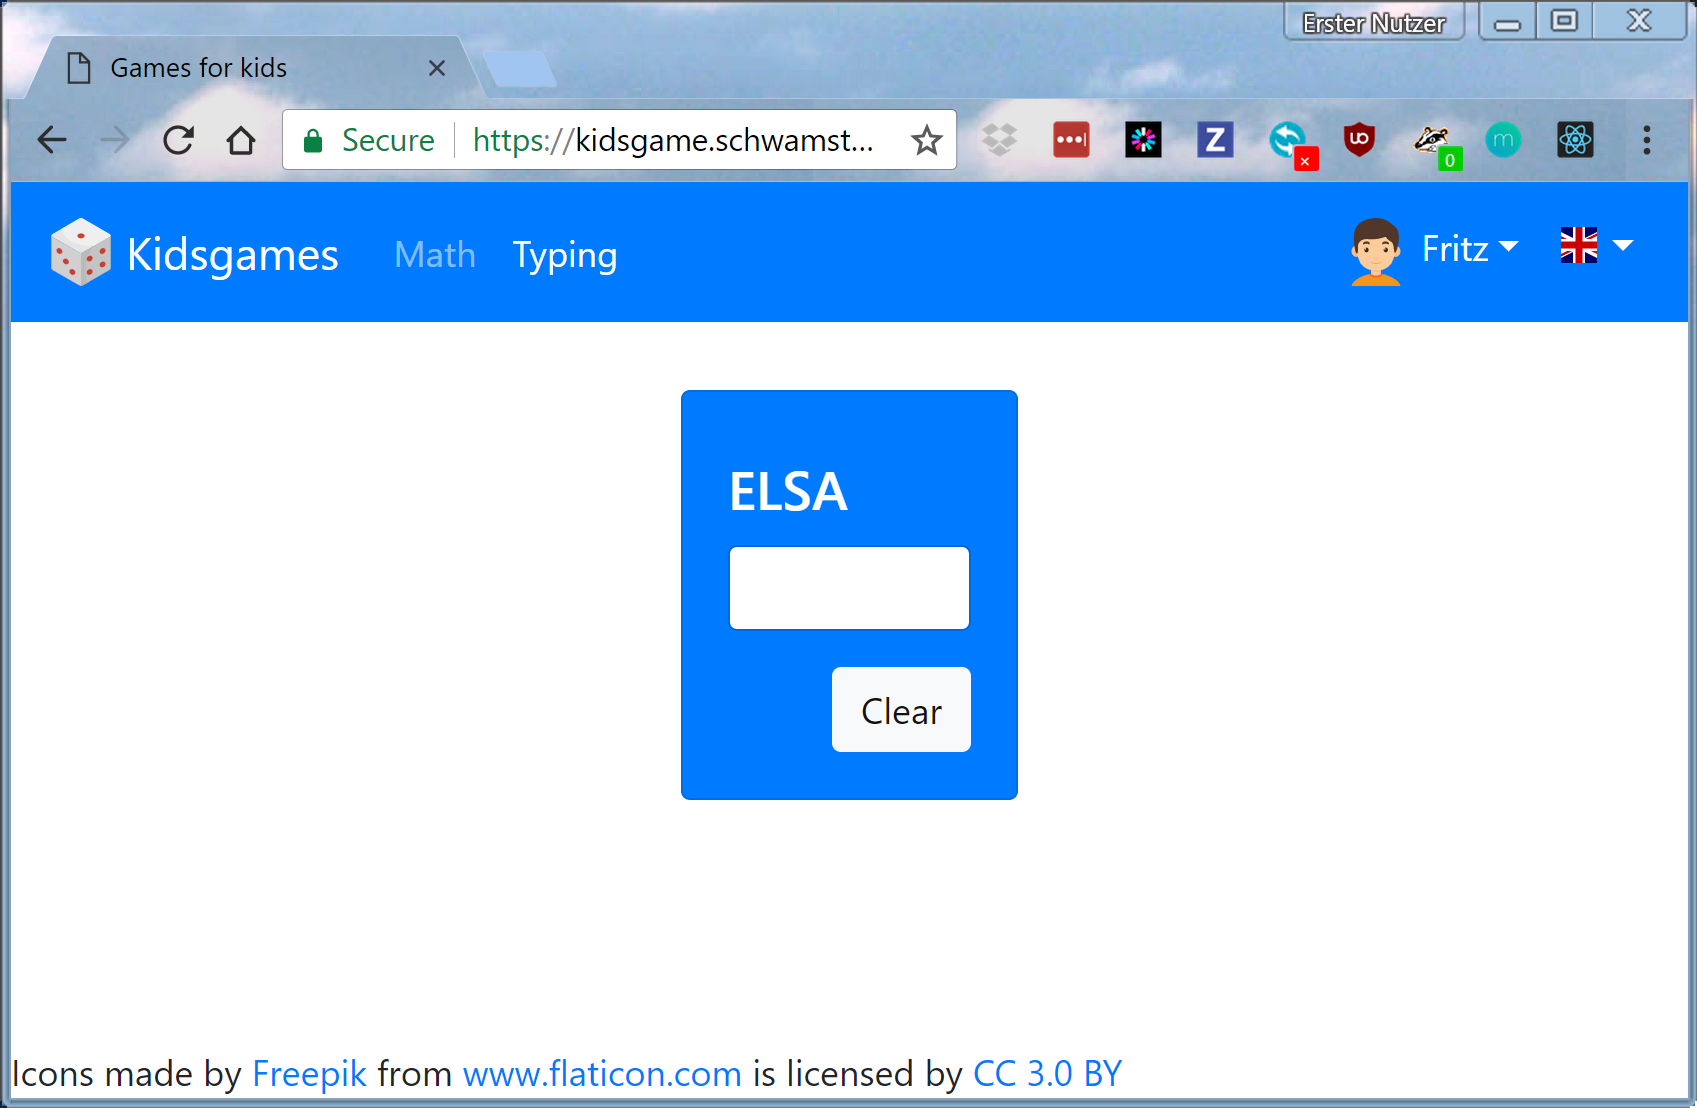 Erster Nutzer
Games for kids
Secure https://kidsgame.schwamst...
Z
0
m
Kidsgames Math Typing Fritz
ELSA
Clear
Icons made by Freepik from www.flaticon.com is licensed by CC 3.0 BY